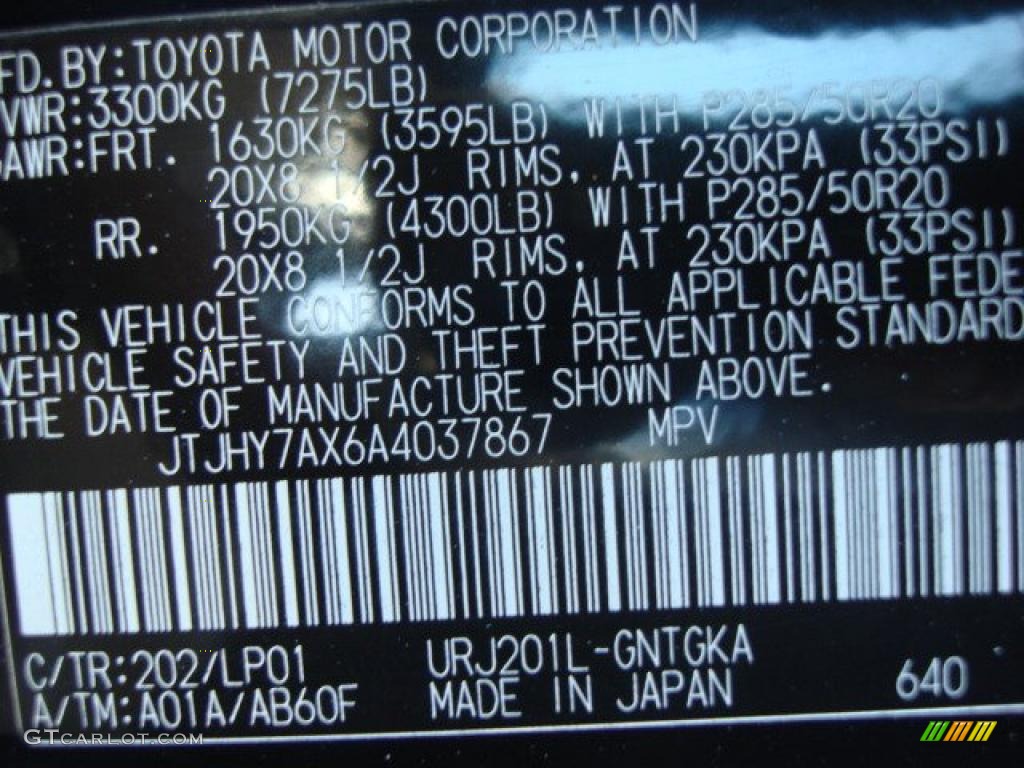 FD. BY: TOYOTA MOTOR CORPORATION
VWR: 3300KG (7275LB)
AWR: FRT. 1630KG (3595LB) WITH P285/50R20
20X8 1/2J RIMS, AT 230KPA (33PSI)
RR. 1950KG (4300LB) WITH P285/50R20
20X8 1/2J RIMS, AT 230KPA (33PSI)
THIS VEHICLE CONFORMS TO ALL APPLICABLE FEDE
VEHICLE SAFETY AND THEFT PREVENTION STANDARD
THE DATE OF MANUFACTURE SHOWN ABOVE.
JTJHY7AX6A4037867 MPV
C/TR: 202/LP01 URJ201L-GNTGKA
A/TM: A01A/AB60F MADE IN JAPAN 640
GTCARLOT.COM